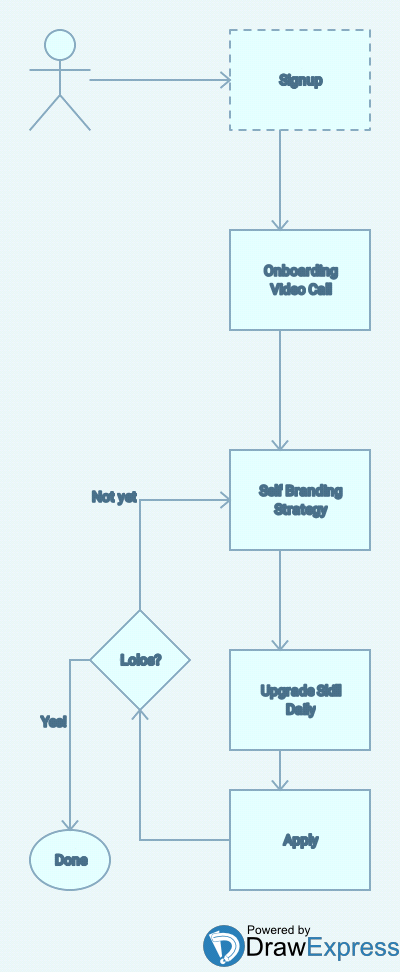 Signup
Onboarding
Video Call
Self Branding
Strategy
Not yet
Lolos?
Upgrade Skill
Daily
Yes!
Apply
Done
Powered by
DrawExpress